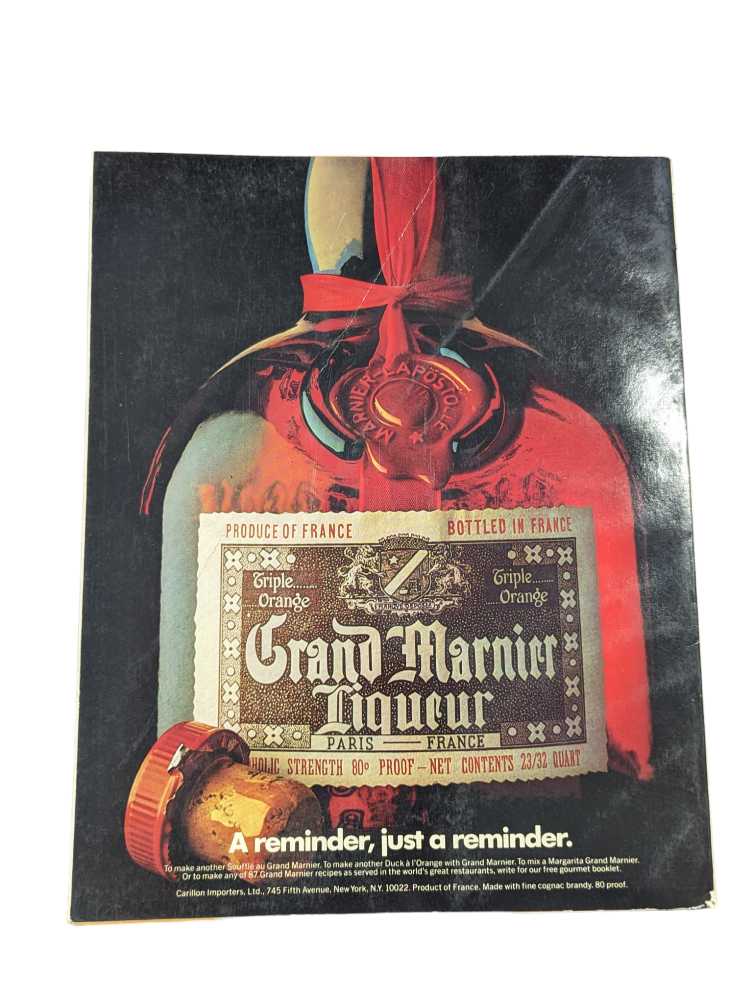 MARNIER-LAPOSTOLLE
PRODUCE OF FRANCE BOTTLED IN FRANCE
Triple........ Triple........
.....Orange .....Orange
Grand Marnier
Liqueur
PARIS — FRANCE
HOLIC STRENGTH 80º PROOF – NET CONTENTS 23/32 QUART
A reminder, just a reminder.
To make another Soufflé au Grand Marnier. To make another Duck à l'Orange with Grand Marnier. To mix a Margarita Grand Marnier.
Or to make any of 87 Grand Marnier recipes as served in the world's great restaurants, write for our free gourmet booklet.
Carillon Importers, Ltd., 745 Fifth Avenue, New York, N.Y. 10022. Product of France. Made with fine cognac brandy. 80 proof.